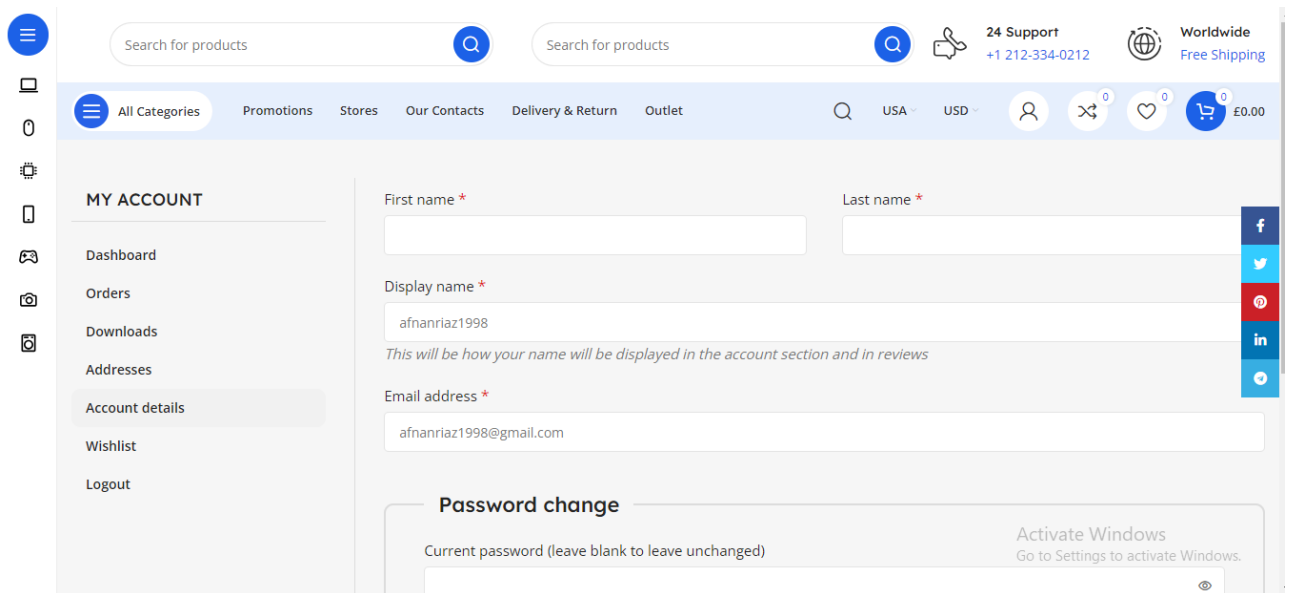 Search for products
Search for products
24 Support
+1 212-334-0212
Worldwide
Free Shipping
All Categories
Promotions
Stores
Our Contacts
Delivery & Return
Outlet
USA
USD
0
0
0
£0.00
MY ACCOUNT
Dashboard
Orders
Downloads
Addresses
Account details
Wishlist
Logout
First name *
Last name *
Display name *
afnanriaz1998
This will be how your name will be displayed in the account section and in reviews
Email address *
afnanriaz1998@gmail.com
Password change
Current password (leave blank to leave unchanged)
Activate Windows
Go to Settings to activate Windows.